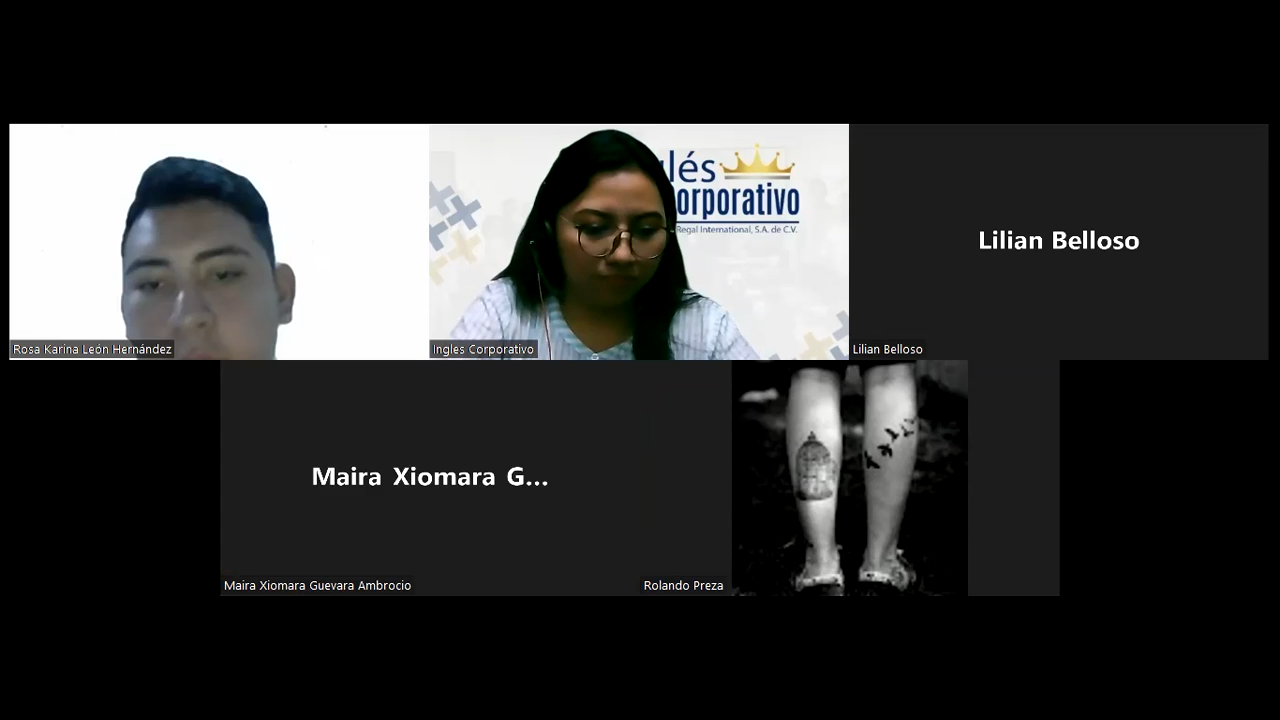 lés
orporativo
Regal International, S.A. de C.V.
Rosa Karina León Hernández
Ingles Corporativo
Lilian Belloso
Lilian Belloso
Maira Xiomara G...
Maira Xiomara Guevara Ambrocio
Rolando Preza